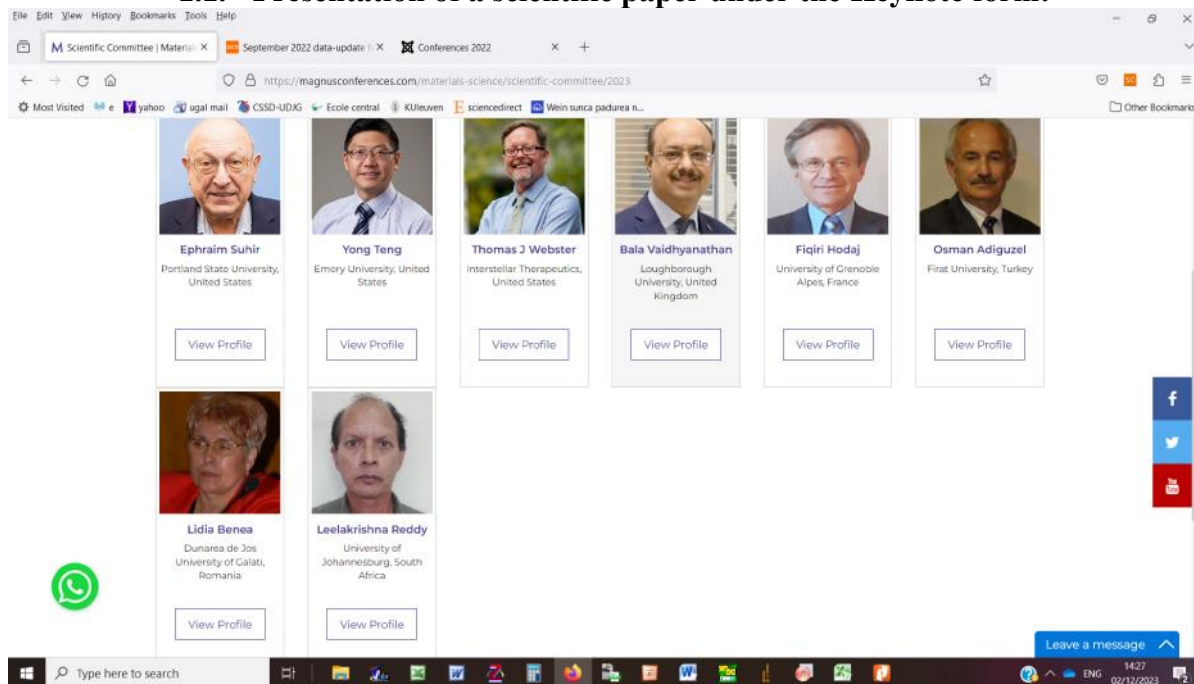 File Edit View History Bookmarks Tools Help
M Scientific Committee | Material
September 2022 data-update
Conferences 2022
https://magnusconferences.com/materials-science/scientific-committee/2023
Most Visited e yahoo ugal mail CSSD-UDJG Ecole central KUleuven sciencedirect Wein sunca padurea n...
Other Bookmarks
Ephraim Suhir
Portland State University,
United States
View Profile
Yong Teng
Emory University, United
States
View Profile
Thomas J Webster
Interstellar Therapeutics,
United States
View Profile
Bala Vaidhyanathan
Loughborough
University, United
Kingdom
View Profile
Fiqiri Hodaj
University of Grenoble
Alpes, France
View Profile
Osman Adiguzel
Firat University, Turkey
View Profile
Lidia Benea
Dunarea de Jos
University of Galati,
Romania
View Profile
Leelakrishna Reddy
University of
Johannesburg, South
Africa
View Profile
Leave a message
Type here to search
ENG
14:27
02/12/2023